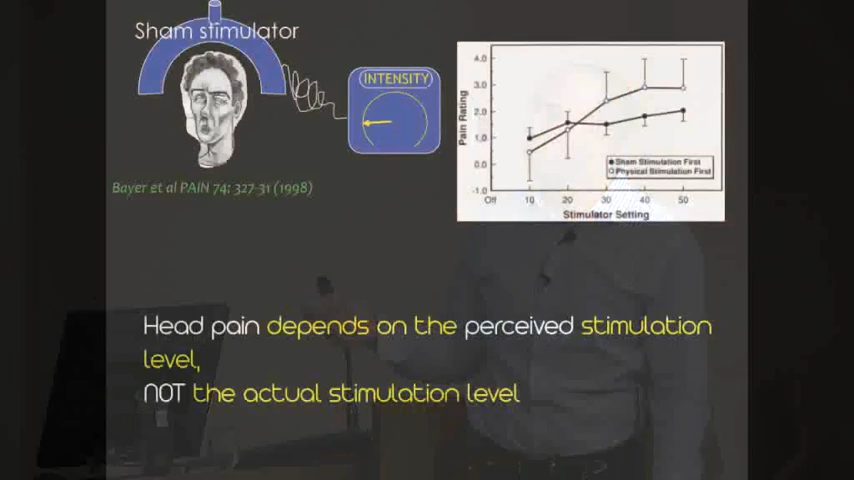 Sham stimulator
INTENSITY
Bayer et al PAIN 74: 327-31 (1998)
4.0
3.0
2.0
1.0
0.0
-1.0
Pain Rating
Sham Stimulation First
Physical Stimulation First
Off 10 20 30 40 50
Stimulator Setting
Head pain depends on the perceived stimulation
level,
NOT the actual stimulation level